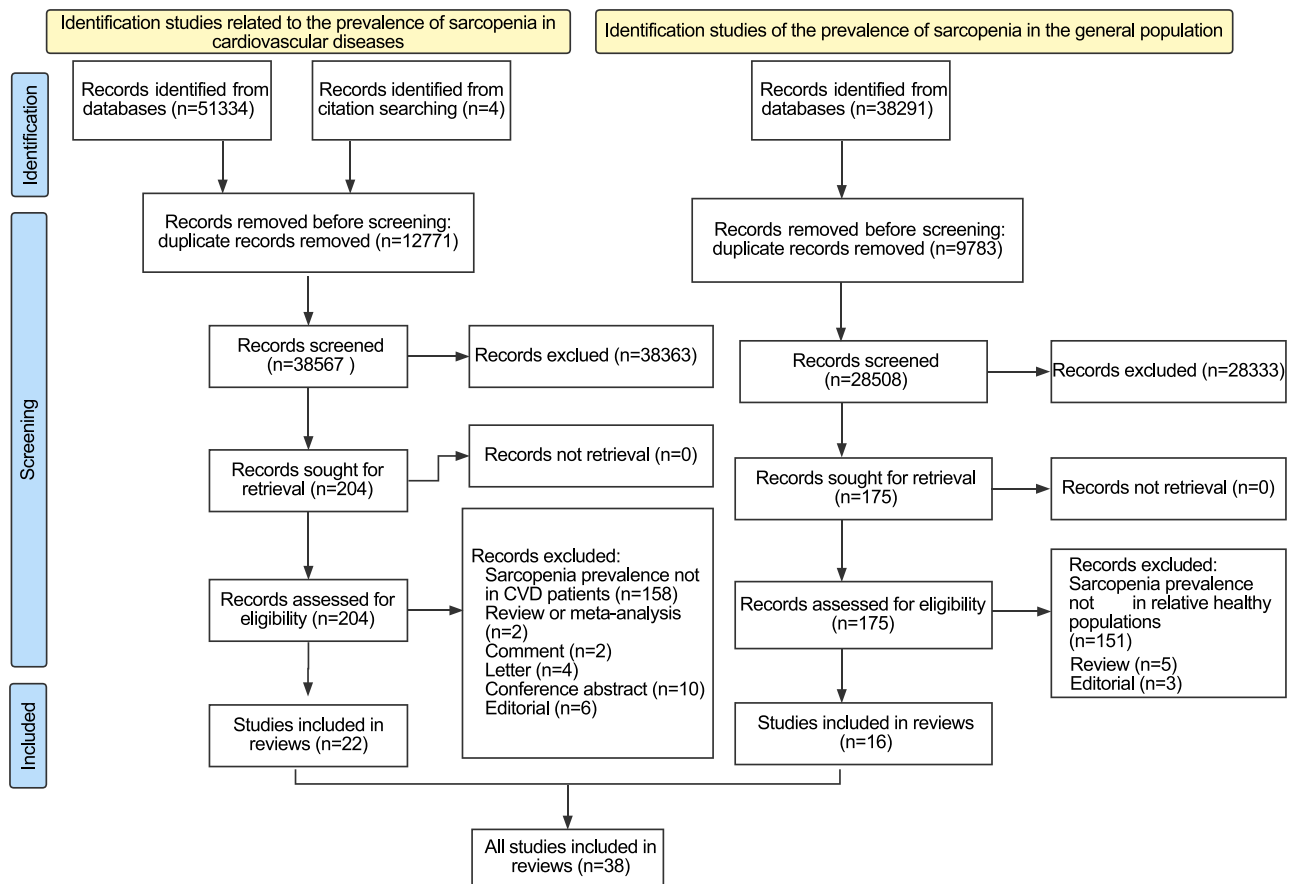 Identification studies related to the prevalence of sarcopenia in
cardiovascular diseases
Identification studies of the prevalence of sarcopenia in the general population
Identification
Records identified from
databases (n=51334)
Records identified from
citation searching (n=4)
Records identified from
databases (n=38291)
Screening
Records removed before screening:
duplicate records removed (n=12771)
Records removed before screening:
duplicate records removed (n=9783)
Records screened
(n=38567 )
Records exclued (n=38363)
Records screened
(n=28508)
Records excluded (n=28333)
Records sought for
retrieval (n=204)
Records not retrieval (n=0)
Records sought for retrieval
(n=175)
Records not retrieval (n=0)
Records assessed for
eligibility (n=204)
Records excluded:
Sarcopenia prevalence not
in CVD patients (n=158)
Review or meta-analysis
(n=2)
Comment (n=2)
Letter (n=4)
Conference abstract (n=10)
Editorial (n=6)
Records assessed for eligibility
(n=175)
Records excluded:
Sarcopenia prevalence
not in relative healthy
populations
(n=151)
Review (n=5)
Editorial (n=3)
Included
Studies included in
reviews (n=22)
Studies included in reviews
(n=16)
All studies included in
reviews (n=38)